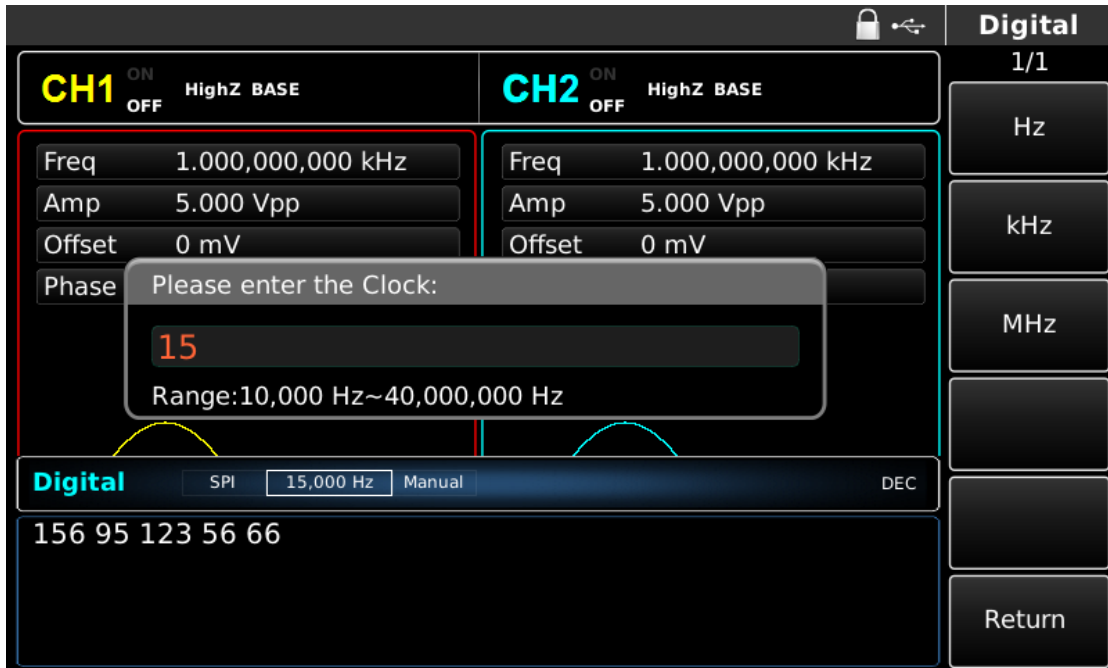 Digital
1/1
CH1 ON OFF HighZ BASE
CH2 ON OFF HighZ BASE
Freq 1.000,000,000 kHz
Amp 5.000 Vpp
Offset 0 mV
Phase
Freq 1.000,000,000 kHz
Amp 5.000 Vpp
Offset 0 mV
Please enter the Clock:
15
Range:10,000 Hz~40,000,000 Hz
Digital SPI 15,000 Hz Manual DEC
156 95 123 56 66
Hz
kHz
MHz
Return